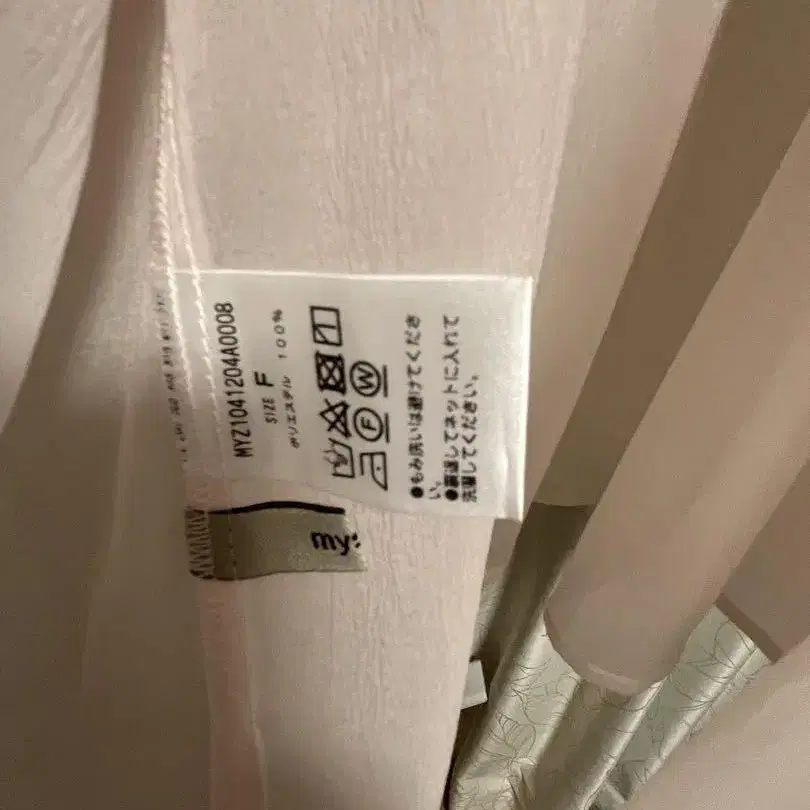 MYZ1041204A0008
SIZE F
ポリエステル 100%
F W
●もみ洗いは避けてくださ
い。
●裏返してネットに入れて
洗濯してください。
my: